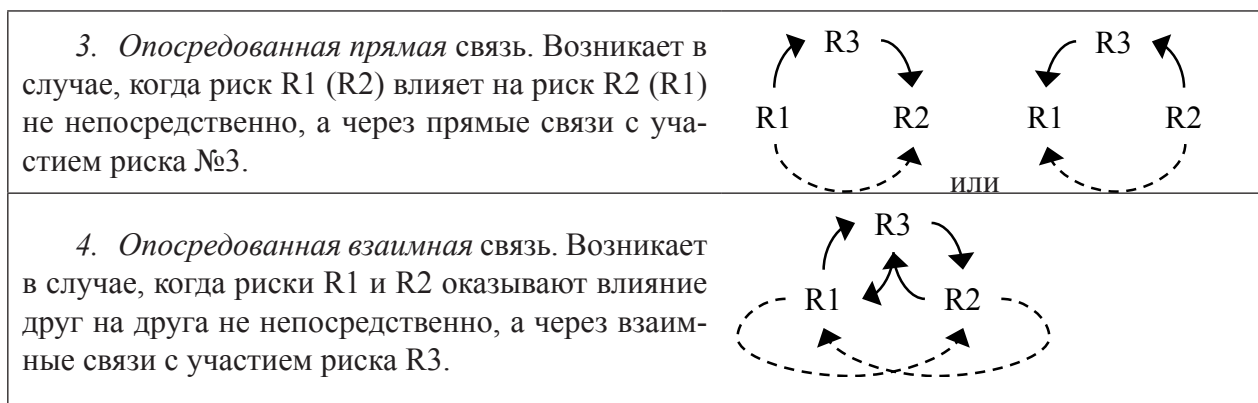 3. Опосредованная прямая связь. Возникает в
случае, когда риск R1 (R2) влияет на риск R2 (R1)
не непосредственно, а через прямые связи с уча-
стием риска №3.
R3 R3
R1 R2 R1 R2
или
4. Опосредованная взаимная связь. Возникает
в случае, когда риски R1 и R2 оказывают влияние
друг на друга не непосредственно, а через взаим-
ные связи с участием риска R3.
R3
R1 R2